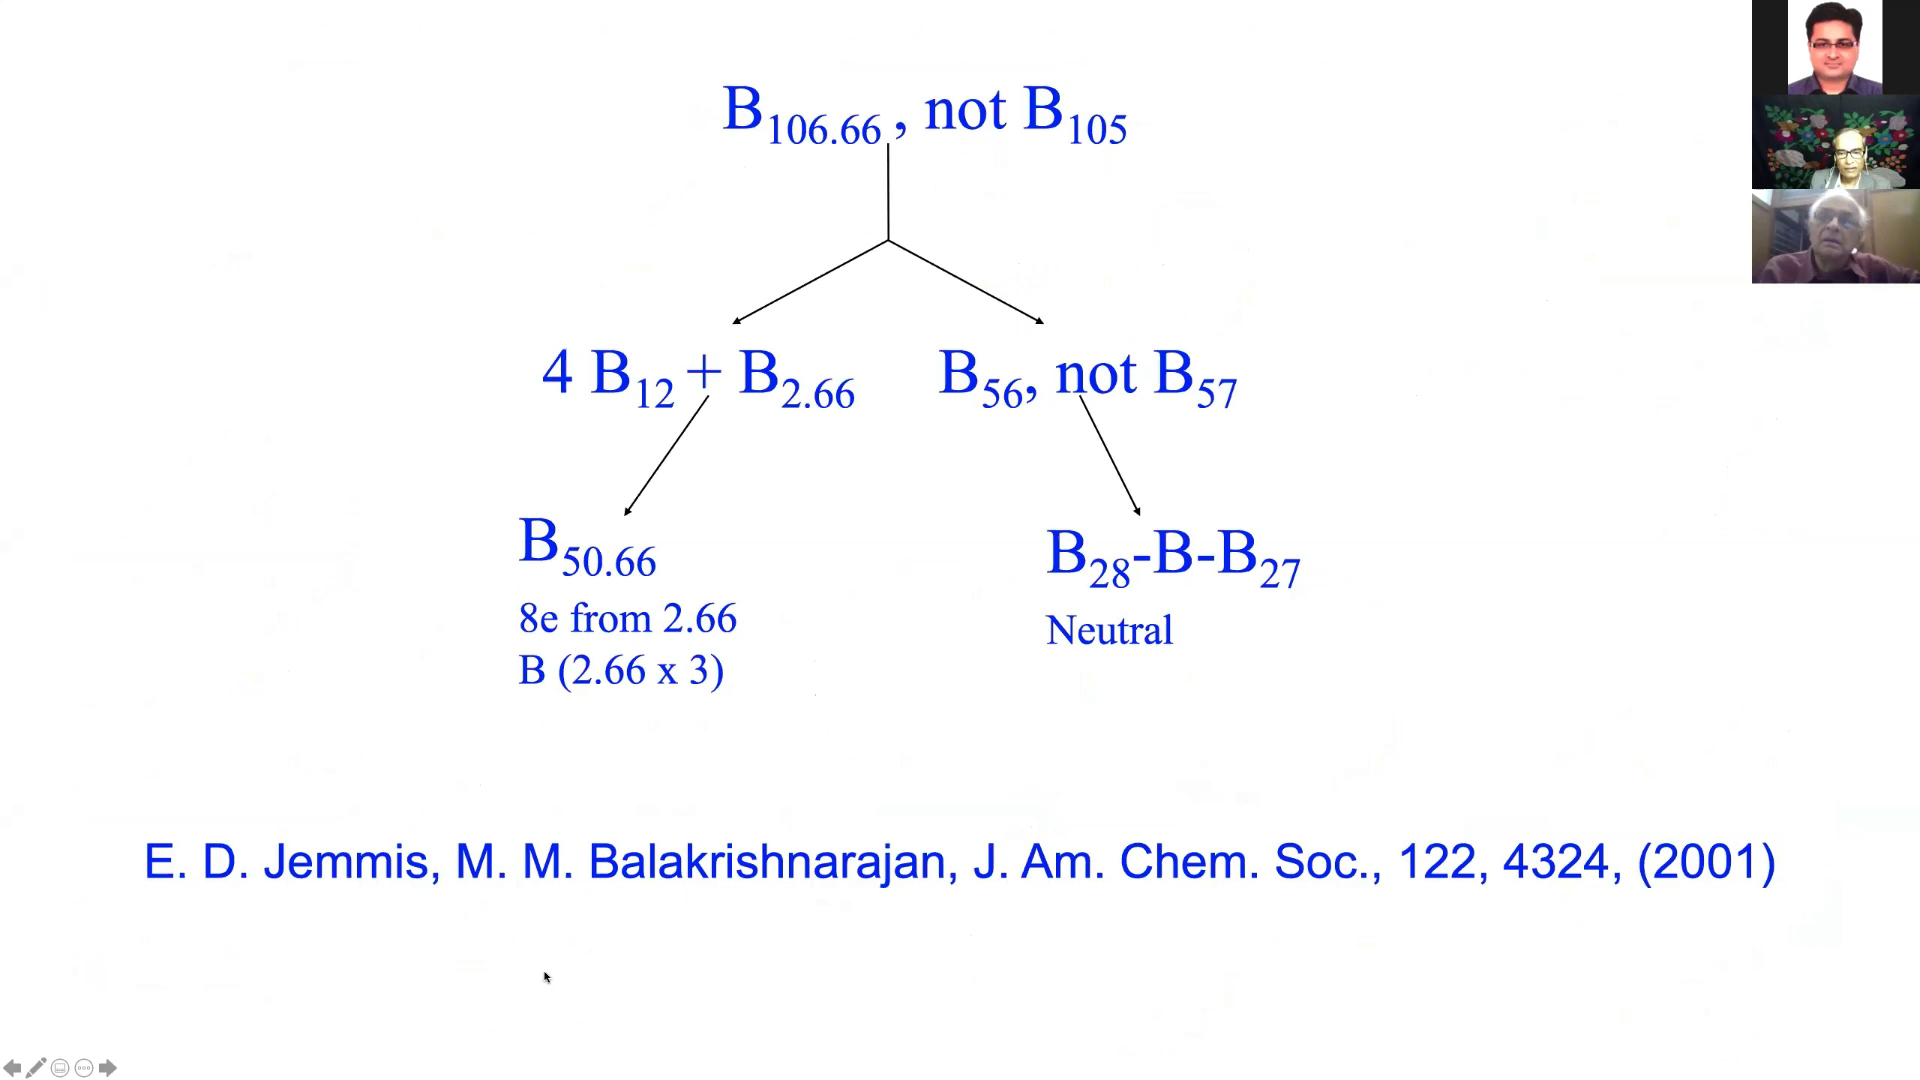 B₁₀₆.₆₆ , not B₁₀₅
4 B₁₂ + B₂.₆₆
B₅₆, not B₅₇
B₅₀.₆₆
8e from 2.66
B (2.66 x 3)
B₂₈-B-B₂₇
Neutral
E. D. Jemmis, M. M. Balakrishnarajan, J. Am. Chem. Soc., 122, 4324, (2001)